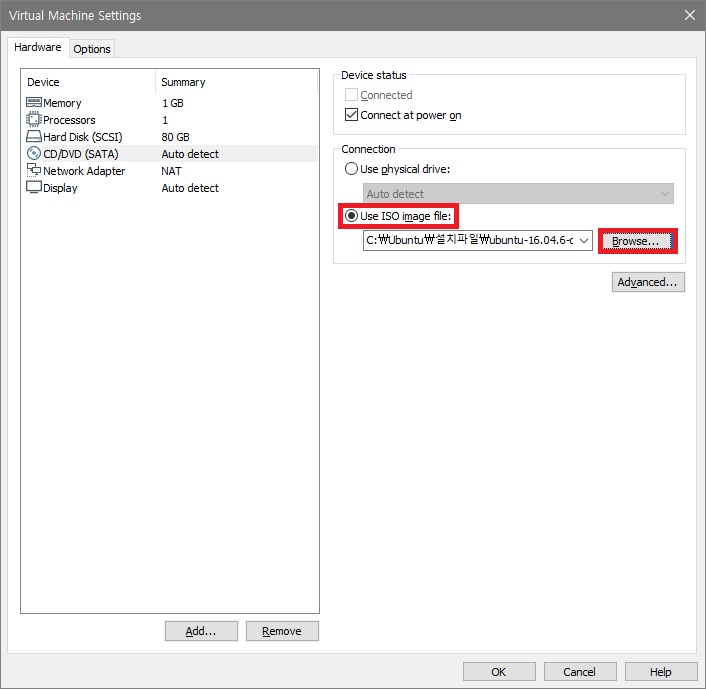 Virtual Machine Settings
Hardware Options
Device Summary
Memory 1 GB
Processors 1
Hard Disk (SCSI) 80 GB
CD/DVD (SATA) Auto detect
Network Adapter NAT
Display Auto detect
Add... Remove
Device status
Connected
Connect at power on
Connection
Use physical drive:
Auto detect
Use ISO image file:
C:₩Ubuntu₩설치파일₩ubuntu-16.04.6-d Browse...
Advanced...
OK Cancel Help